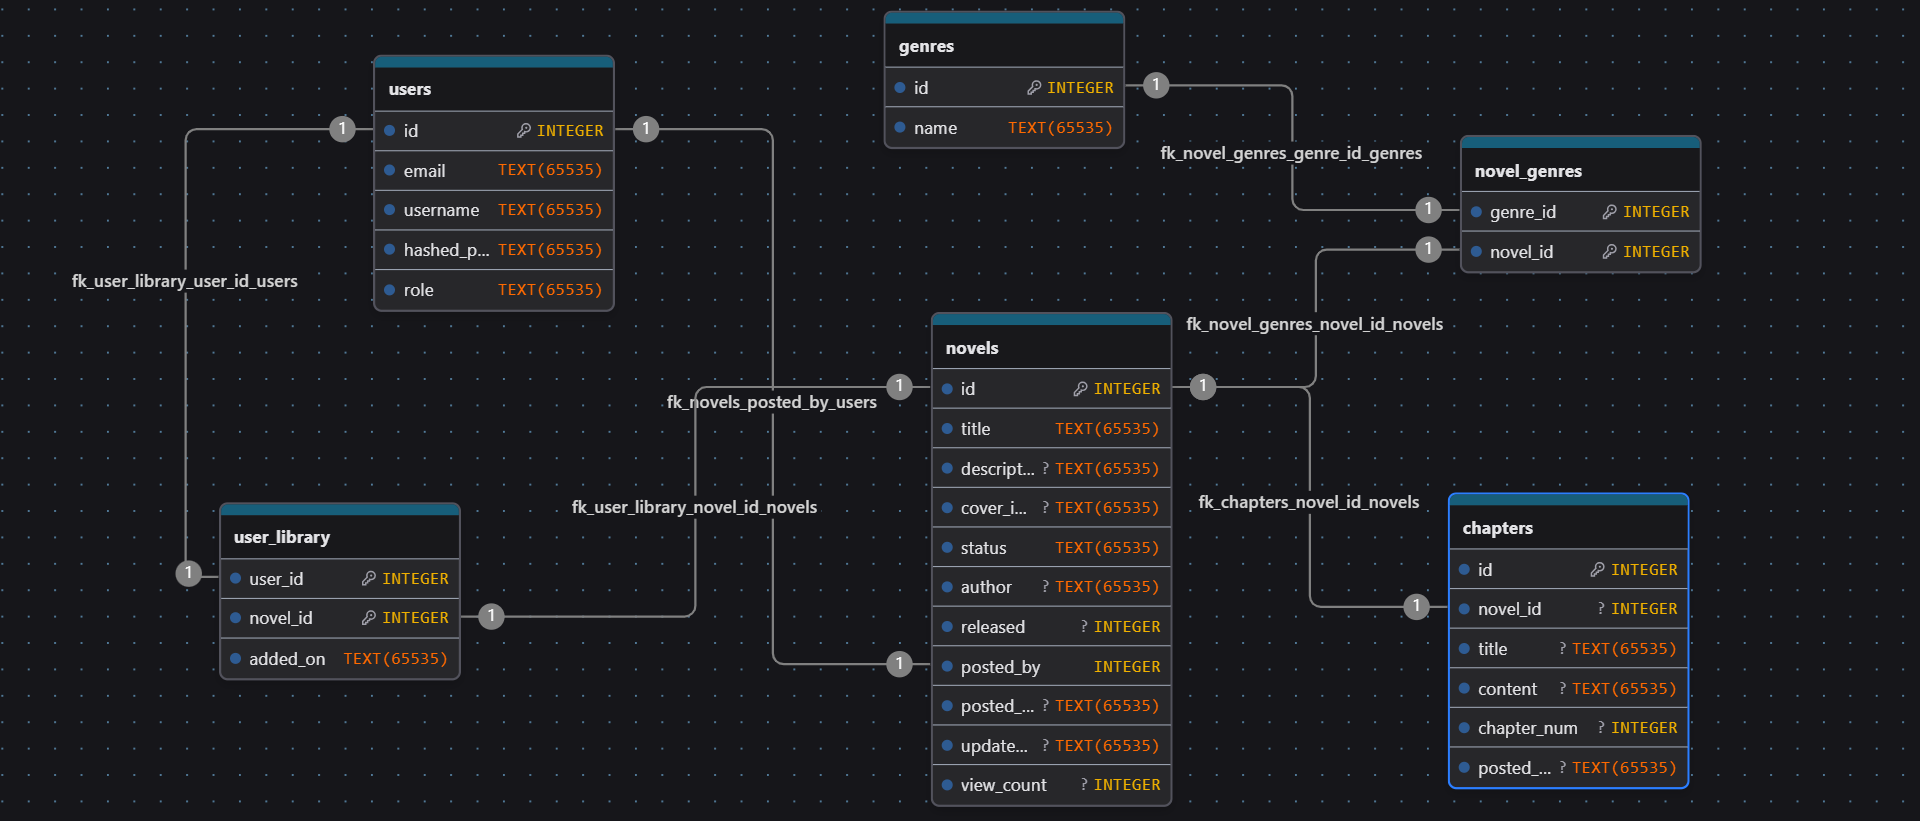 genres
id INTEGER
name TEXT(65535)
users
id INTEGER
email TEXT(65535)
username TEXT(65535)
hashed_p... TEXT(65535)
role TEXT(65535)
1
1
1
fk_novel_genres_genre_id_genres
novel_genres
genre_id INTEGER
novel_id INTEGER
1
1
fk_user_library_user_id_users
fk_novel_genres_novel_id_novels
novels
id INTEGER
title TEXT(65535)
descript... ? TEXT(65535)
cover_i... ? TEXT(65535)
status TEXT(65535)
author ? TEXT(65535)
released ? INTEGER
posted_by INTEGER
posted_... ? TEXT(65535)
update... ? TEXT(65535)
view_count ? INTEGER
1
1
fk_novels_posted_by_users
fk_user_library_novel_id_novels
fk_chapters_novel_id_novels
user_library
user_id INTEGER
novel_id INTEGER
added_on TEXT(65535)
1
1
1
chapters
id INTEGER
novel_id ? INTEGER
title ? TEXT(65535)
content ? TEXT(65535)
chapter_num ? INTEGER
posted_... ? TEXT(65535)
1